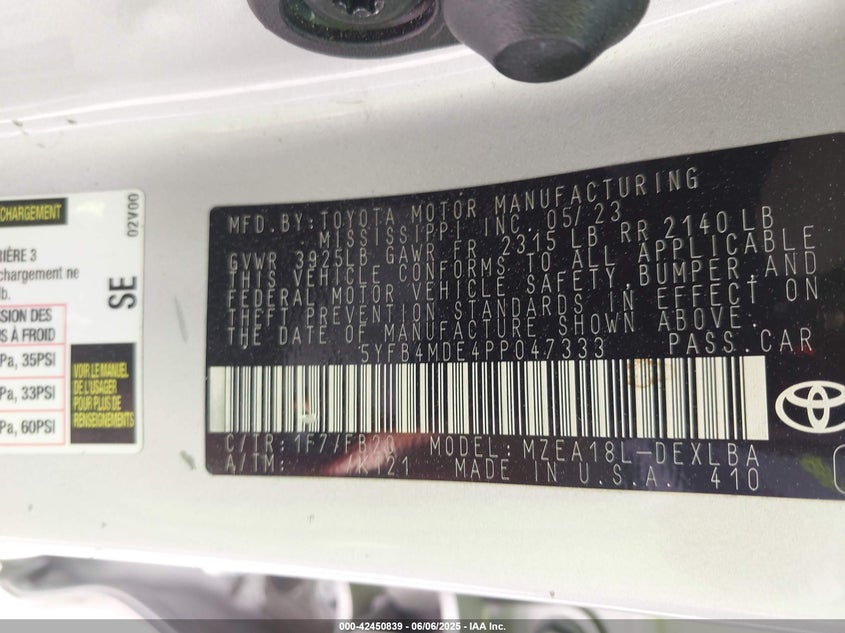 CHARGEMENT
RIÈRE 3
chargement ne
lb.
SION DES
S À FROID
Pa, 35PSI
Pa, 33PSI
Pa, 60PSI
02V00
SE
VOIR LE MANUEL
DE L'USAGER
POUR PLUS DE
RENSEIGNEMENTS
MFD.BY:TOYOTA MOTOR MANUFACTURING
MISSISSIPPI INC. 05/23
GVWR 3925LB GAWR FR 2315 LB RR 2140 LB
THIS VEHICLE CONFORMS TO ALL APPLICABLE
FEDERAL MOTOR VEHICLE SAFETY,BUMPER,AND
THEFT PREVENTION STANDARDS IN EFFECT ON
THE DATE OF MANUFACTURE SHOWN ABOVE.
5YFB4MDE4PP047333 PASS.CAR
C/TR:1F7/FB20 MODEL:MZEA18L-DEXLBA
A/TM: /K121 MADE IN U.S.A. 410
000-42450839 - 06/06/2025 - IAA Inc.